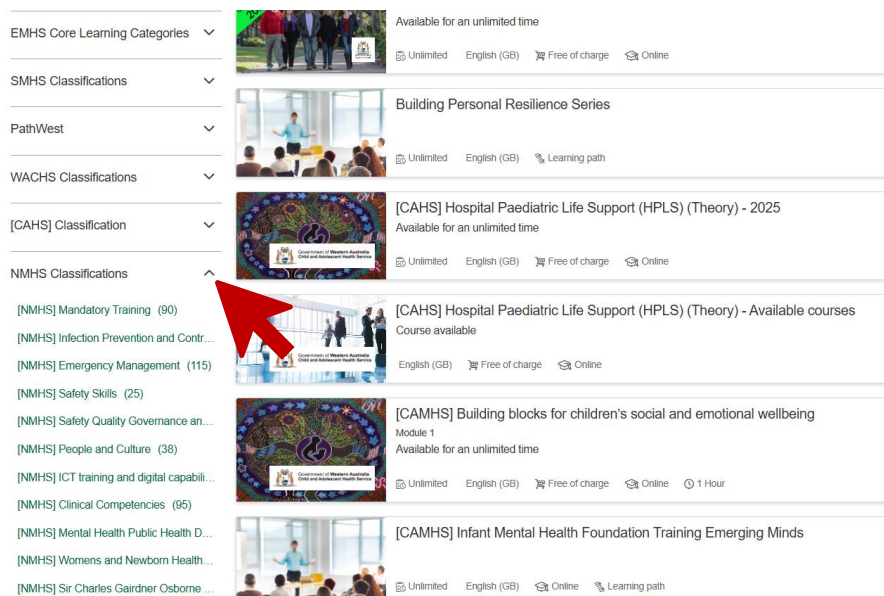 EMHS Core Learning Categories
SMHS Classifications
PathWest
WACHS Classifications
[CAHS] Classification
NMHS Classifications
[NMHS] Mandatory Training (90)
[NMHS] Infection Prevention and Contr...
[NMHS] Emergency Management (115)
[NMHS] Safety Skills (25)
[NMHS] Safety Quality Governance an...
[NMHS] People and Culture (38)
[NMHS] ICT training and digital capabili...
[NMHS] Clinical Competencies (95)
[NMHS] Mental Health Public Health D...
[NMHS] Womens and Newborn Health...
[NMHS] Sir Charles Gairdner Osborne ...
Available for an unlimited time
Unlimited English (GB) Free of charge Online
Building Personal Resilience Series
Unlimited English (GB) Learning path
[CAHS] Hospital Paediatric Life Support (HPLS) (Theory) - 2025
Available for an unlimited time
Government of Western Australia
Child and Adolescent Health Service
Unlimited English (GB) Free of charge Online
[CAHS] Hospital Paediatric Life Support (HPLS) (Theory) - Available courses
Course available
Government of Western Australia
Child and Adolescent Health Service
English (GB) Free of charge Online
[CAMHS] Building blocks for children's social and emotional wellbeing
Module 1
Available for an unlimited time
Government of Western Australia
Child and Adolescent Health Service
Unlimited English (GB) Free of charge Online 1 Hour
[CAMHS] Infant Mental Health Foundation Training Emerging Minds
Unlimited English (GB) Online Learning path